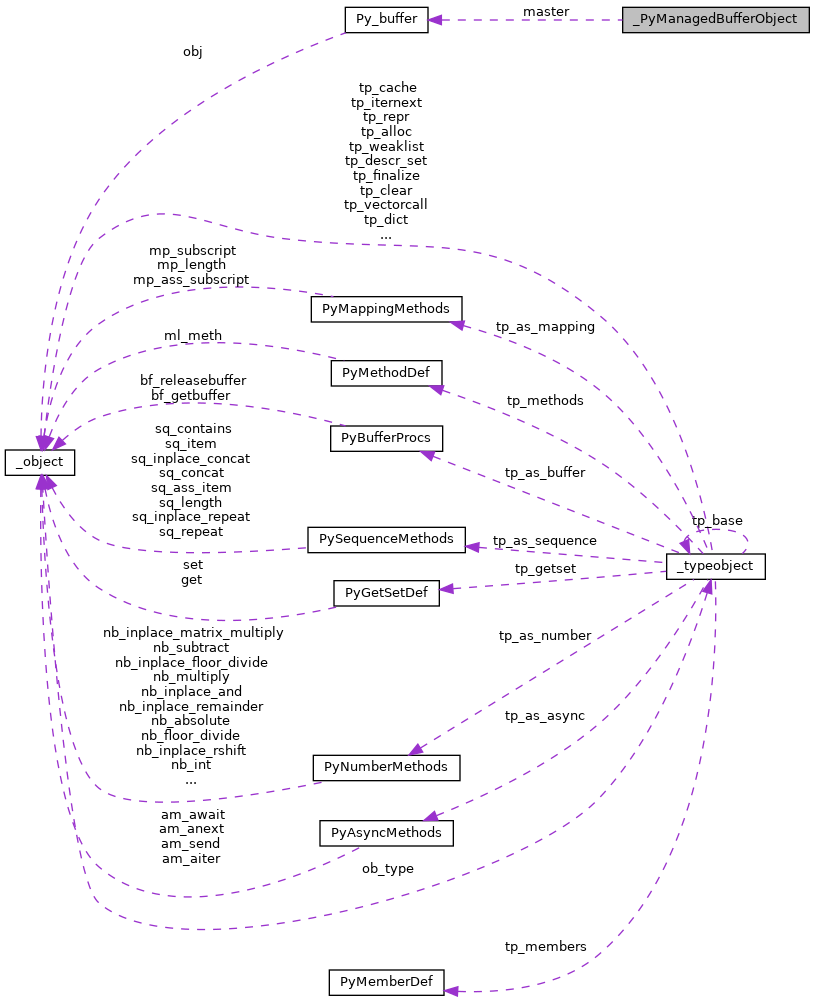 master
Py_buffer
_PyManagedBufferObject
obj
tp_cache
tp_iternext
tp_repr
tp_alloc
tp_weaklist
tp_descr_set
tp_finalize
tp_clear
tp_vectorcall
tp_dict
...
mp_subscript
mp_length
mp_ass_subscript
PyMappingMethods
tp_as_mapping
ml_meth
PyMethodDef
tp_methods
bf_releasebuffer
bf_getbuffer
PyBufferProcs
tp_as_buffer
_object
sq_contains
sq_item
sq_inplace_concat
sq_concat
sq_ass_item
sq_length
sq_inplace_repeat
sq_repeat
PySequenceMethods
tp_as_sequence
tp_base
_typeobject
set
get
PyGetSetDef
tp_getset
nb_inplace_matrix_multiply
nb_subtract
nb_inplace_floor_divide
nb_multiply
nb_inplace_and
nb_inplace_remainder
nb_absolute
nb_floor_divide
nb_inplace_rshift
nb_int
...
PyNumberMethods
tp_as_number
am_await
am_anext
am_send
am_aiter
PyAsyncMethods
tp_as_async
ob_type
tp_members
PyMemberDef